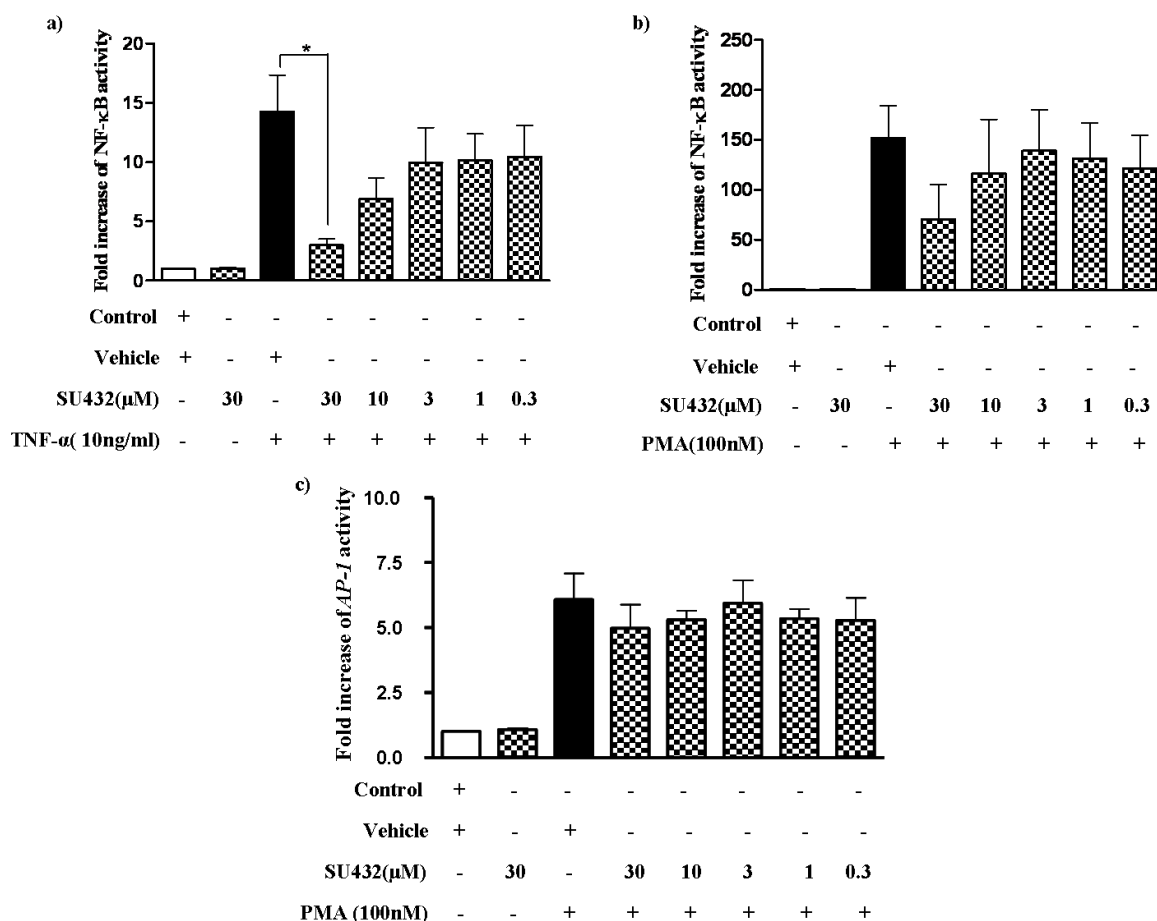 a)
Fold increase of NF-κB activity
20
15
10
5
0
*
Control + - - - - - - -
Vehicle + - + - - - - -
SU432(μM) - 30 - 30 10 3 1 0.3
TNF-α( 10ng/ml) - - + + + + + +
b)
Fold increase of NF-κB activity
250
200
150
100
50
0
Control + - - - - - - -
Vehicle + - + - - - - -
SU432(μM) - 30 - 30 10 3 1 0.3
PMA(100nM) - - + + + + + +
c)
Fold increase of AP-1 activity
10.0
7.5
5.0
2.5
0.0
Control + - - - - - - -
Vehicle + - + - - - - -
SU432(μM) - 30 - 30 10 3 1 0.3
PMA (100nM) - - + + + + + +